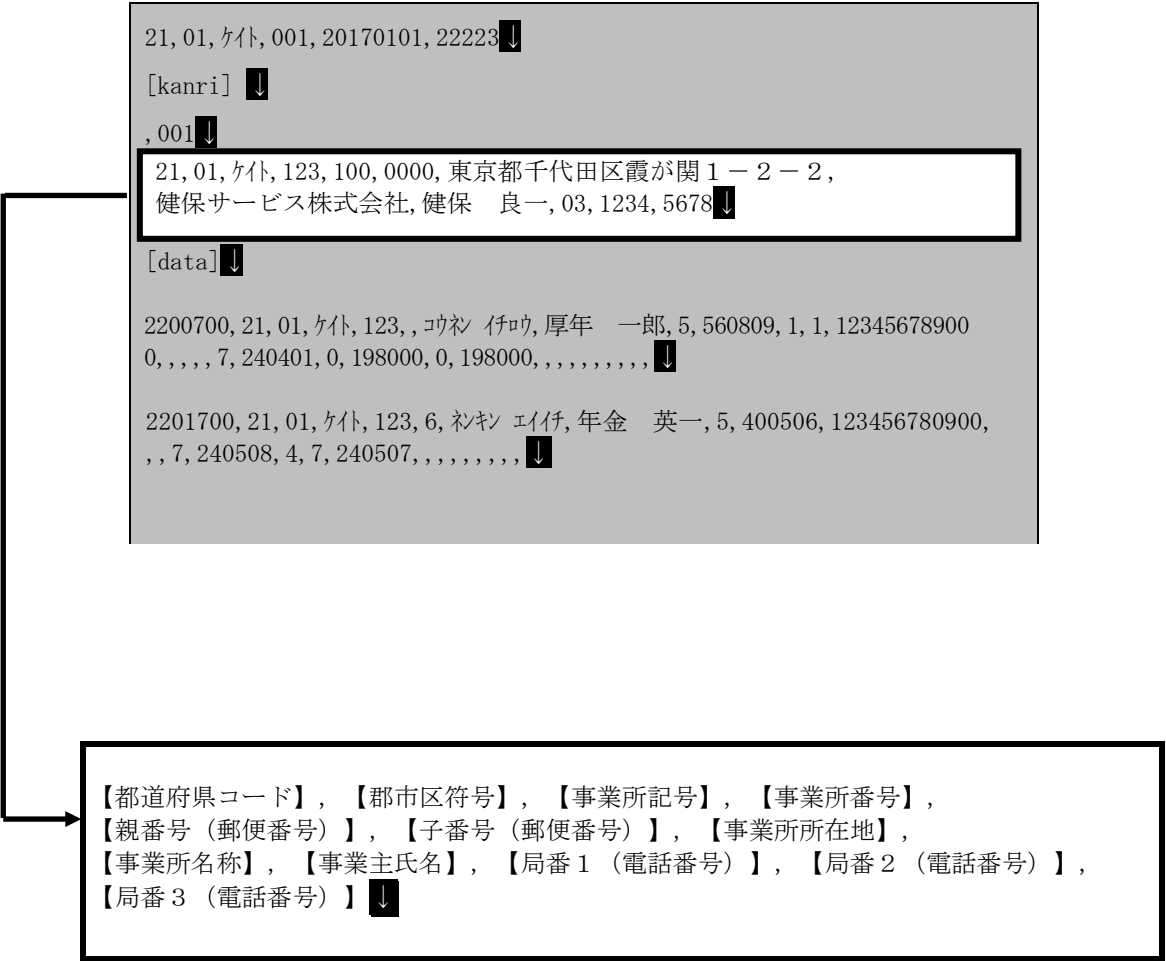 21,01,ｹｲﾄ,001,20170101,22223↓
[kanri] ↓
,001↓
21,01,ｹｲﾄ,123,100,0000,東京都千代田区霞が関１－２－２,
健保サービス株式会社,健保　良一,03,1234,5678↓
[data]↓
2200700,21,01,ｹｲﾄ,123,,ｺｳﾈﾝ ｲﾁﾛｳ,厚年　一郎,5,560809,1,1,12345678900
0,,,,,7,240401,0,198000,0,198000,,,,,,,,,,↓
2201700,21,01,ｹｲﾄ,123,6,ﾈﾝｷﾝ ｴｲｲﾁ,年金　英一,5,400506,123456780900,
,,7,240508,4,7,240507,,,,,,,,,↓
【都道府県コード】,【郡市区符号】,【事業所記号】,【事業所番号】,
【親番号（郵便番号）】,【子番号（郵便番号）】,【事業所所在地】,
【事業所名称】,【事業主氏名】,【局番１（電話番号）】,【局番２（電話番号）】,
【局番３（電話番号）】↓